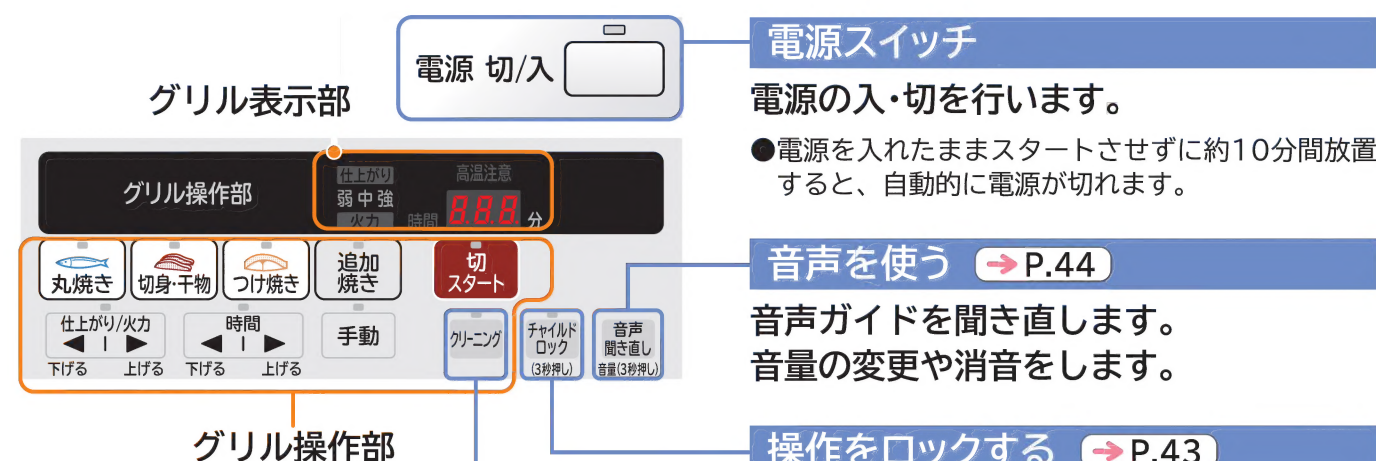 電源 切/入
グリル表示部
グリル操作部
仕上がり
高温注意
弱 中 強
火力
時間
8.8.8.
分
丸焼き
切身・干物
つけ焼き
追加
焼き
切
スタート
仕上がり/火力
◀ I ▶
下げる 上げる
時間
◀ I ▶
下げる 上げる
手動
クリーニング
チャイルド
ロック
(3秒押し)
音声
聞き直し
音量(3秒押し)
グリル操作部
電源スイッチ
電源の入・切を行います。
●電源を入れたままスタートさせずに約10分間放置
すると、自動的に電源が切れます。
音声を使う ➔ P.44
音声ガイドを聞き直します。
音量の変更や消音をします。
操作をロックする ➔ P.43